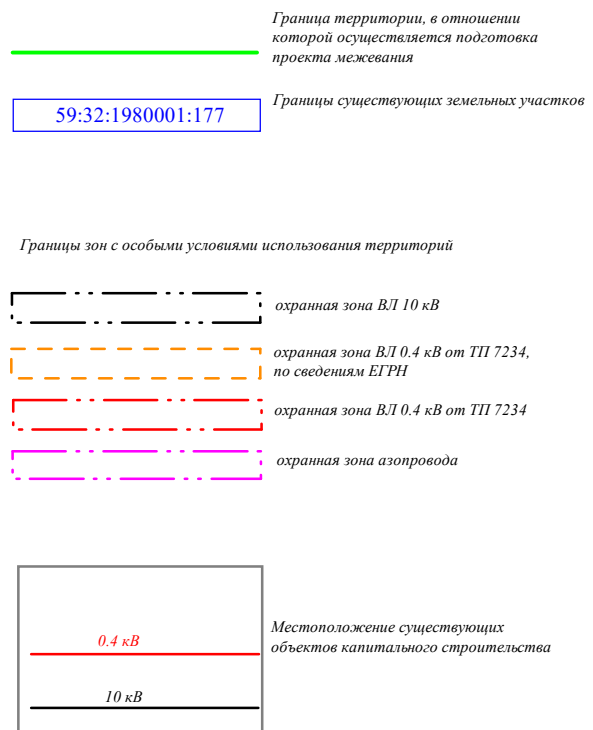 Граница территории, в отношении
которой осуществляется подготовка
проекта межевания
59:32:1980001:177
Границы существующих земельных участков
Границы зон с особыми условиями использования территорий
охранная зона ВЛ 10 кВ
охранная зона ВЛ 0.4 кВ от ТП 7234,
по сведениям ЕГРН
охранная зона ВЛ 0.4 кВ от ТП 7234
охранная зона азопровода
0.4 кВ
Местоположение существующих
объектов капитального строительства
10 кВ